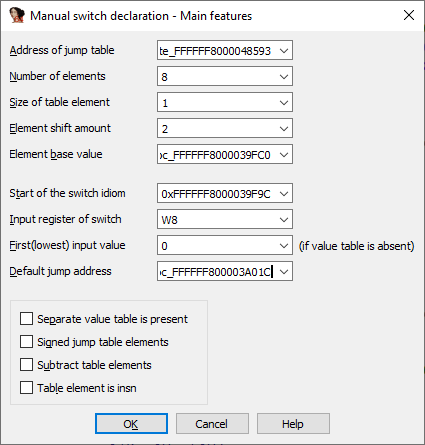 Manual switch declaration - Main features
Address of jump table te_FFFFFF8000048593
Number of elements 8
Size of table element 1
Element shift amount 2
Element base value oc_FFFFFF8000039FC0
Start of the switch idiom 0xFFFFFF8000039F9C
Input register of switch W8
First(lowest) input value 0 (if value table is absent)
Default jump address oc_FFFFFF800003A01C
Separate value table is present
Signed jump table elements
Subtract table elements
Table element is insn
OK Cancel Help